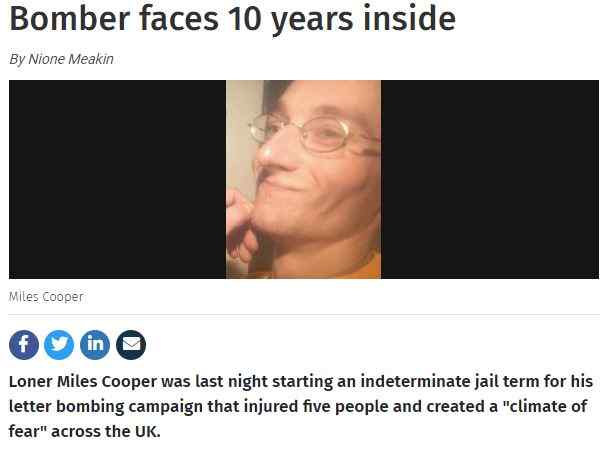 Bomber faces 10 years inside
By Nione Meakin
Miles Cooper
Loner Miles Cooper was last night starting an indeterminate jail term for his
letter bombing campaign that injured five people and created a "climate of
fear" across the UK.